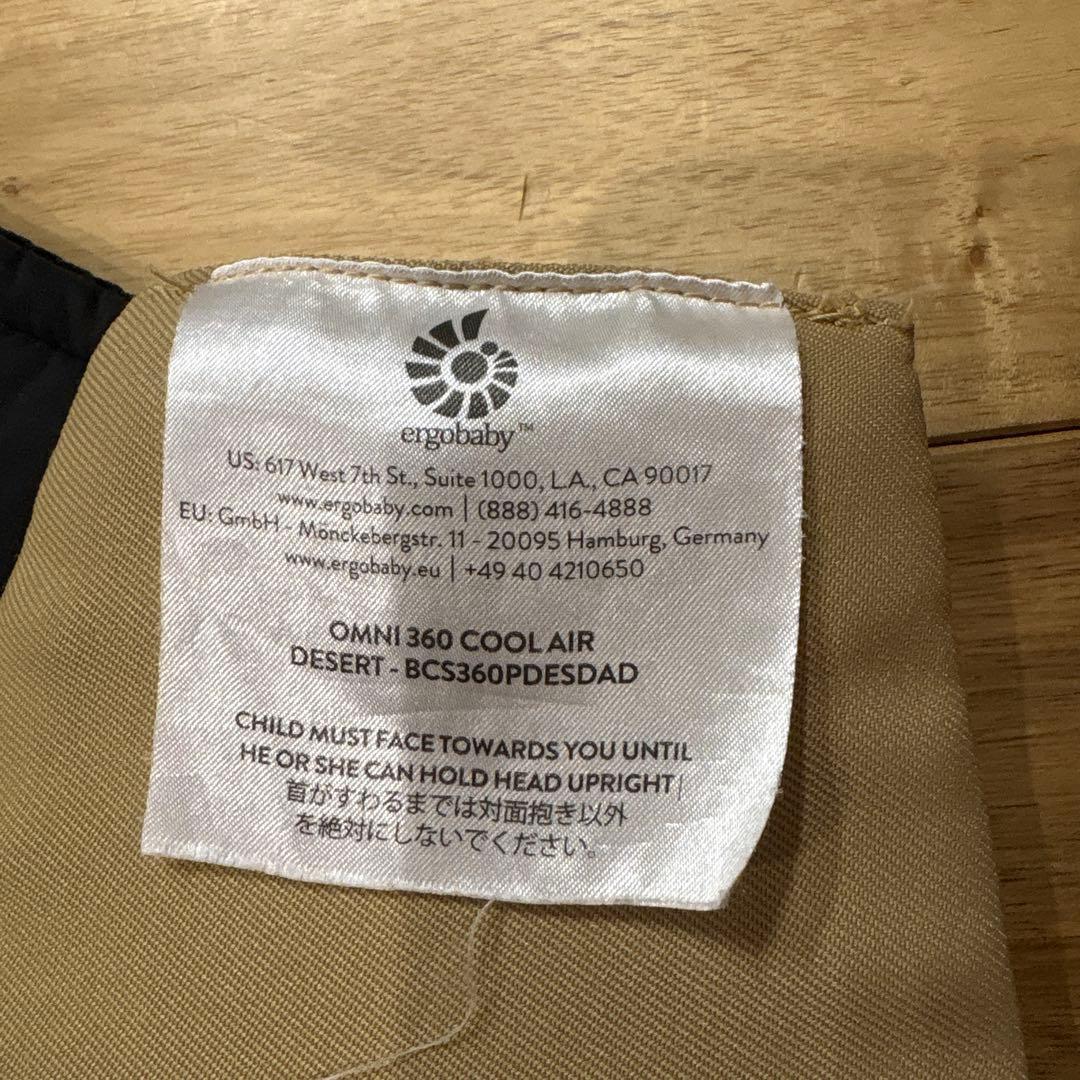 ergobaby™
US: 617 West 7th St., Suite 1000, L.A., CA 90017
www.ergobaby.com | (888) 416-4888
EU: GmbH - Mönckebergstr. 11 - 20095 Hamburg, Germany
www.ergobaby.eu | +49 40 4210650
OMNI 360 COOL AIR
DESERT - BCS360PDESDAD
CHILD MUST FACE TOWARDS YOU UNTIL
HE OR SHE CAN HOLD HEAD UPRIGHT |
首がすわるまでは対面抱き以外
を絶対にしないでください。